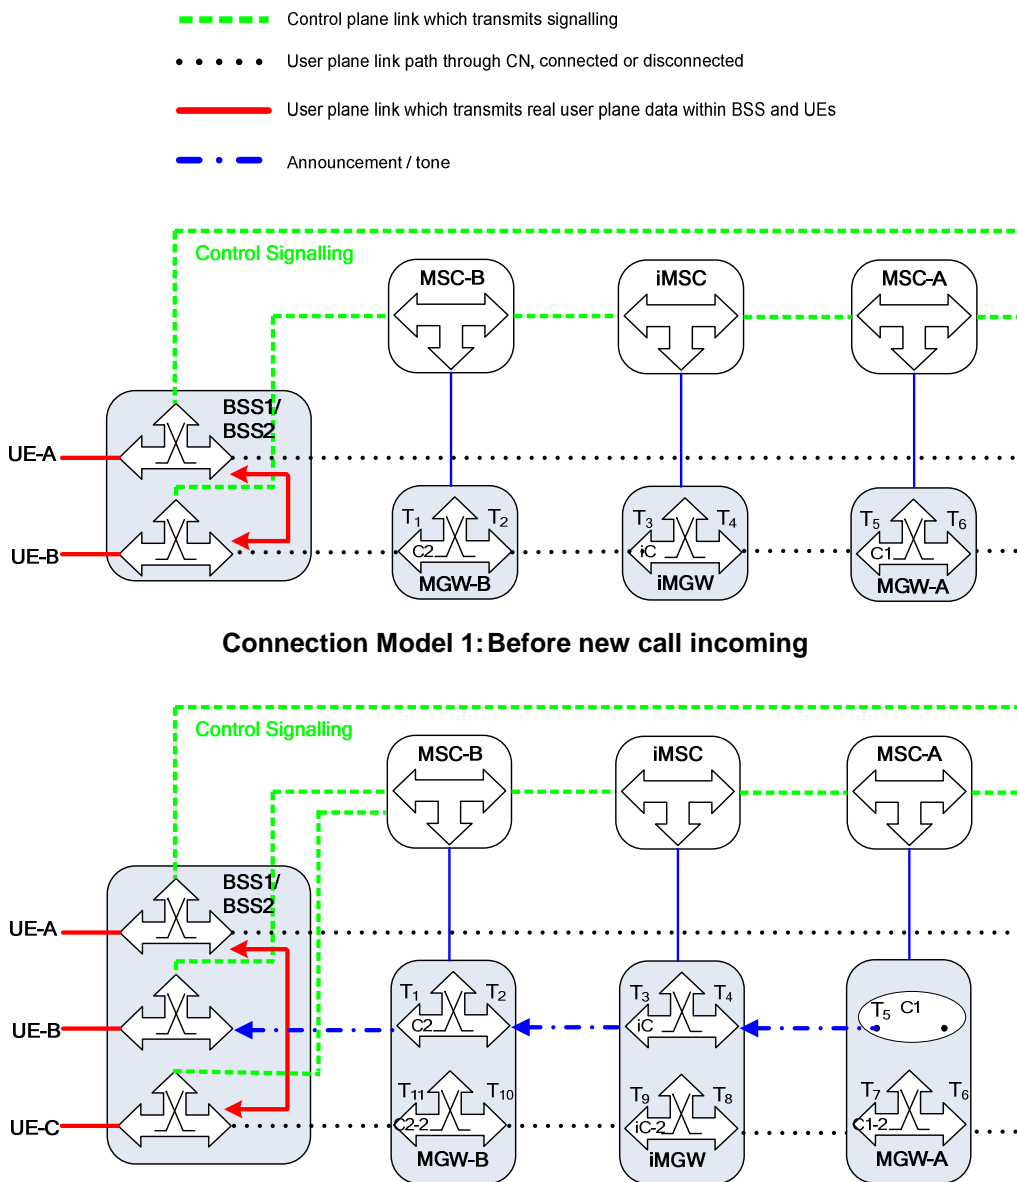 Control plane link which transmits signalling
User plane link path through CN, connected or disconnected
User plane link which transmits real user plane data within BSS and UEs
Announcement / tone
Control Signalling
MSC-B iMSC MSC-A
BSS1/
BSS2
UE-A
T1 T2 T3 T4 T5 T6
UE-B C2 iC C1
MGW-B iMGW MGW-A
Connection Model 1: Before new call incoming
Control Signalling
MSC-B iMSC MSC-A
BSS1/
BSS2
UE-A
T1 T2 T3 T4 T5 C1
UE-B C2 iC
T11 T10 T9 T8 T7 T6
UE-C C2-2 iC-2 C1-2
MGW-B iMGW MGW-A